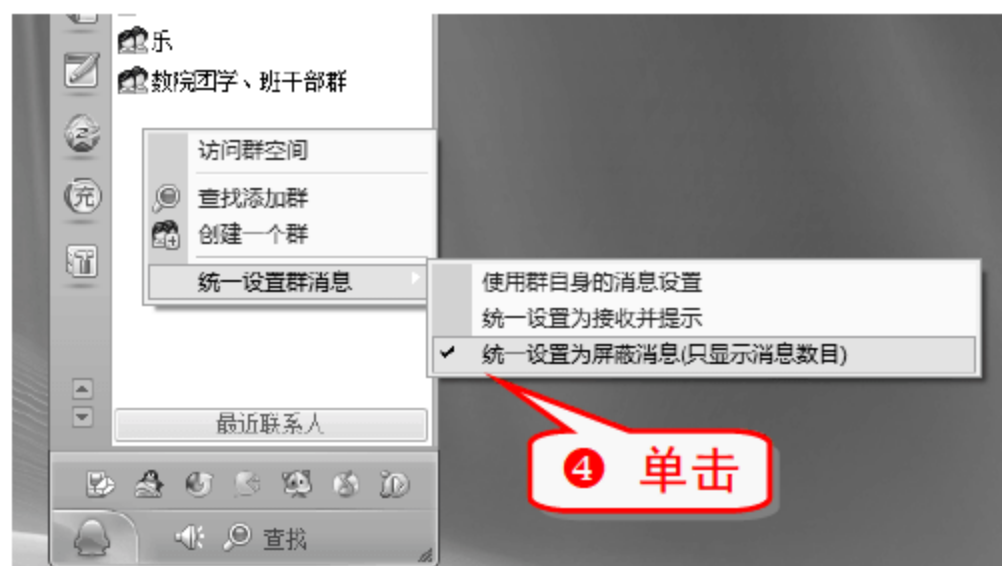 乐
数院团学、班干部群
访问群空间
查找添加群
创建一个群
统一设置群消息
使用群自身的消息设置
统一设置为接收并提示
统一设置为屏蔽消息(只显示消息数目)
充
最近联系人
❹ 单击
查找